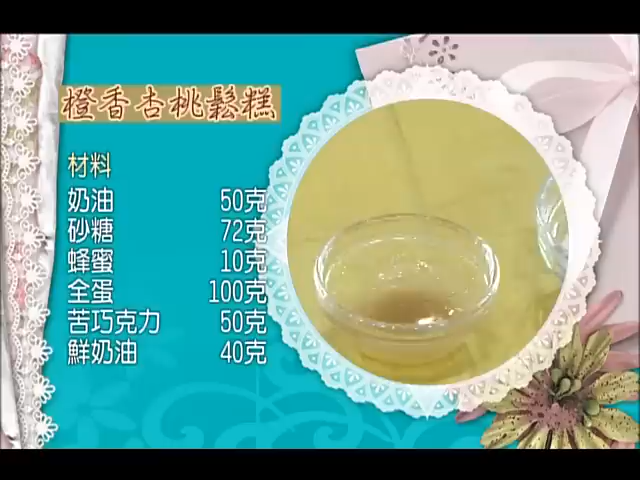 橙香杏桃鬆糕
材料
奶油 50克
砂糖 72克
蜂蜜 10克
全蛋 100克
苦巧克力 50克
鮮奶油 40克